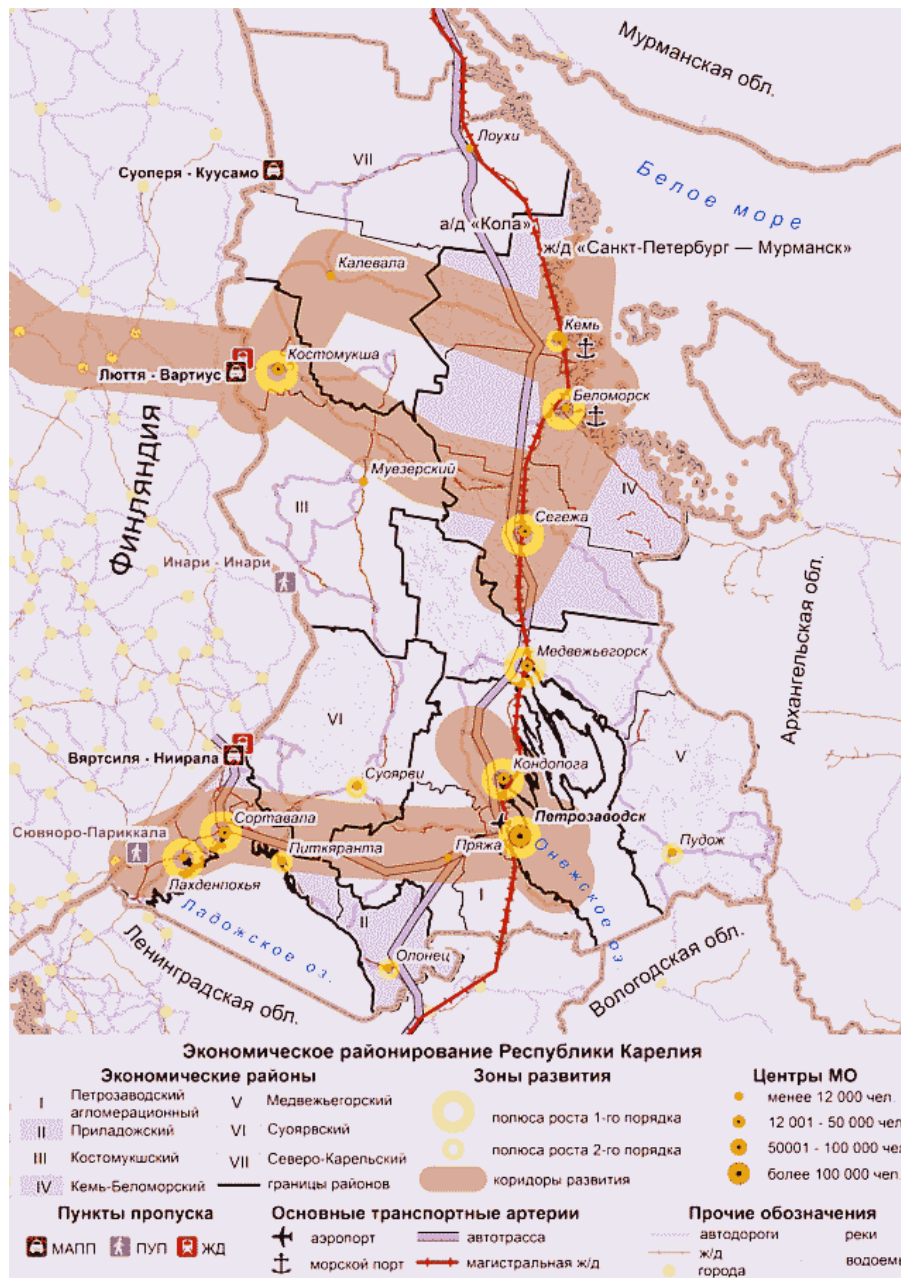 Мурманская обл.
Лоухи
VII
Суоперя - Куусамо
Белое море
а/д «Кола»
ж/д «Санкт-Петербург — Мурманск»
Калевала
Кемь
Костомукша
Люття - Вартиус
Беломорск
ФИНЛЯНДИЯ
Муезерский
IV
III
Сегежа
Инари - Инари
Архангельская обл.
Медвежьегорск
VI
V
Вяртсиля - Ниирала
Кондопога
Суоярви
Сортавала
Петрозаводск
Сювяоро-Париккала
Питкяранта
Пряжа
Онежское оз
Пудож
Лахденпохья
I
Ладожское оз.
II
Ленинградская обл.
Олонец
Вологодская обл.
Экономическое районирование Республики Карелия
Экономические районы
Зоны развития
Центры МО
I Петрозаводский агломерационный
V Медвежьегорский
II Приладожский
VI Суоярвский
III Костомукшский
VII Северо-Карельский
IV Кемь-Беломорский
границы районов
полюса роста 1-го порядка
полюса роста 2-го порядка
коридоры развития
менее 12 000 чел.
12 001 - 50 000 чел
50001 - 100 000 чел
более 100 000 чел
Пункты пропуска
Основные транспортные артерии
Прочие обозначения
МАПП ПУП ЖД
аэропорт
автотрасса
морской порт
магистральная ж/д
автодороги
реки
ж/д
водоемы
города